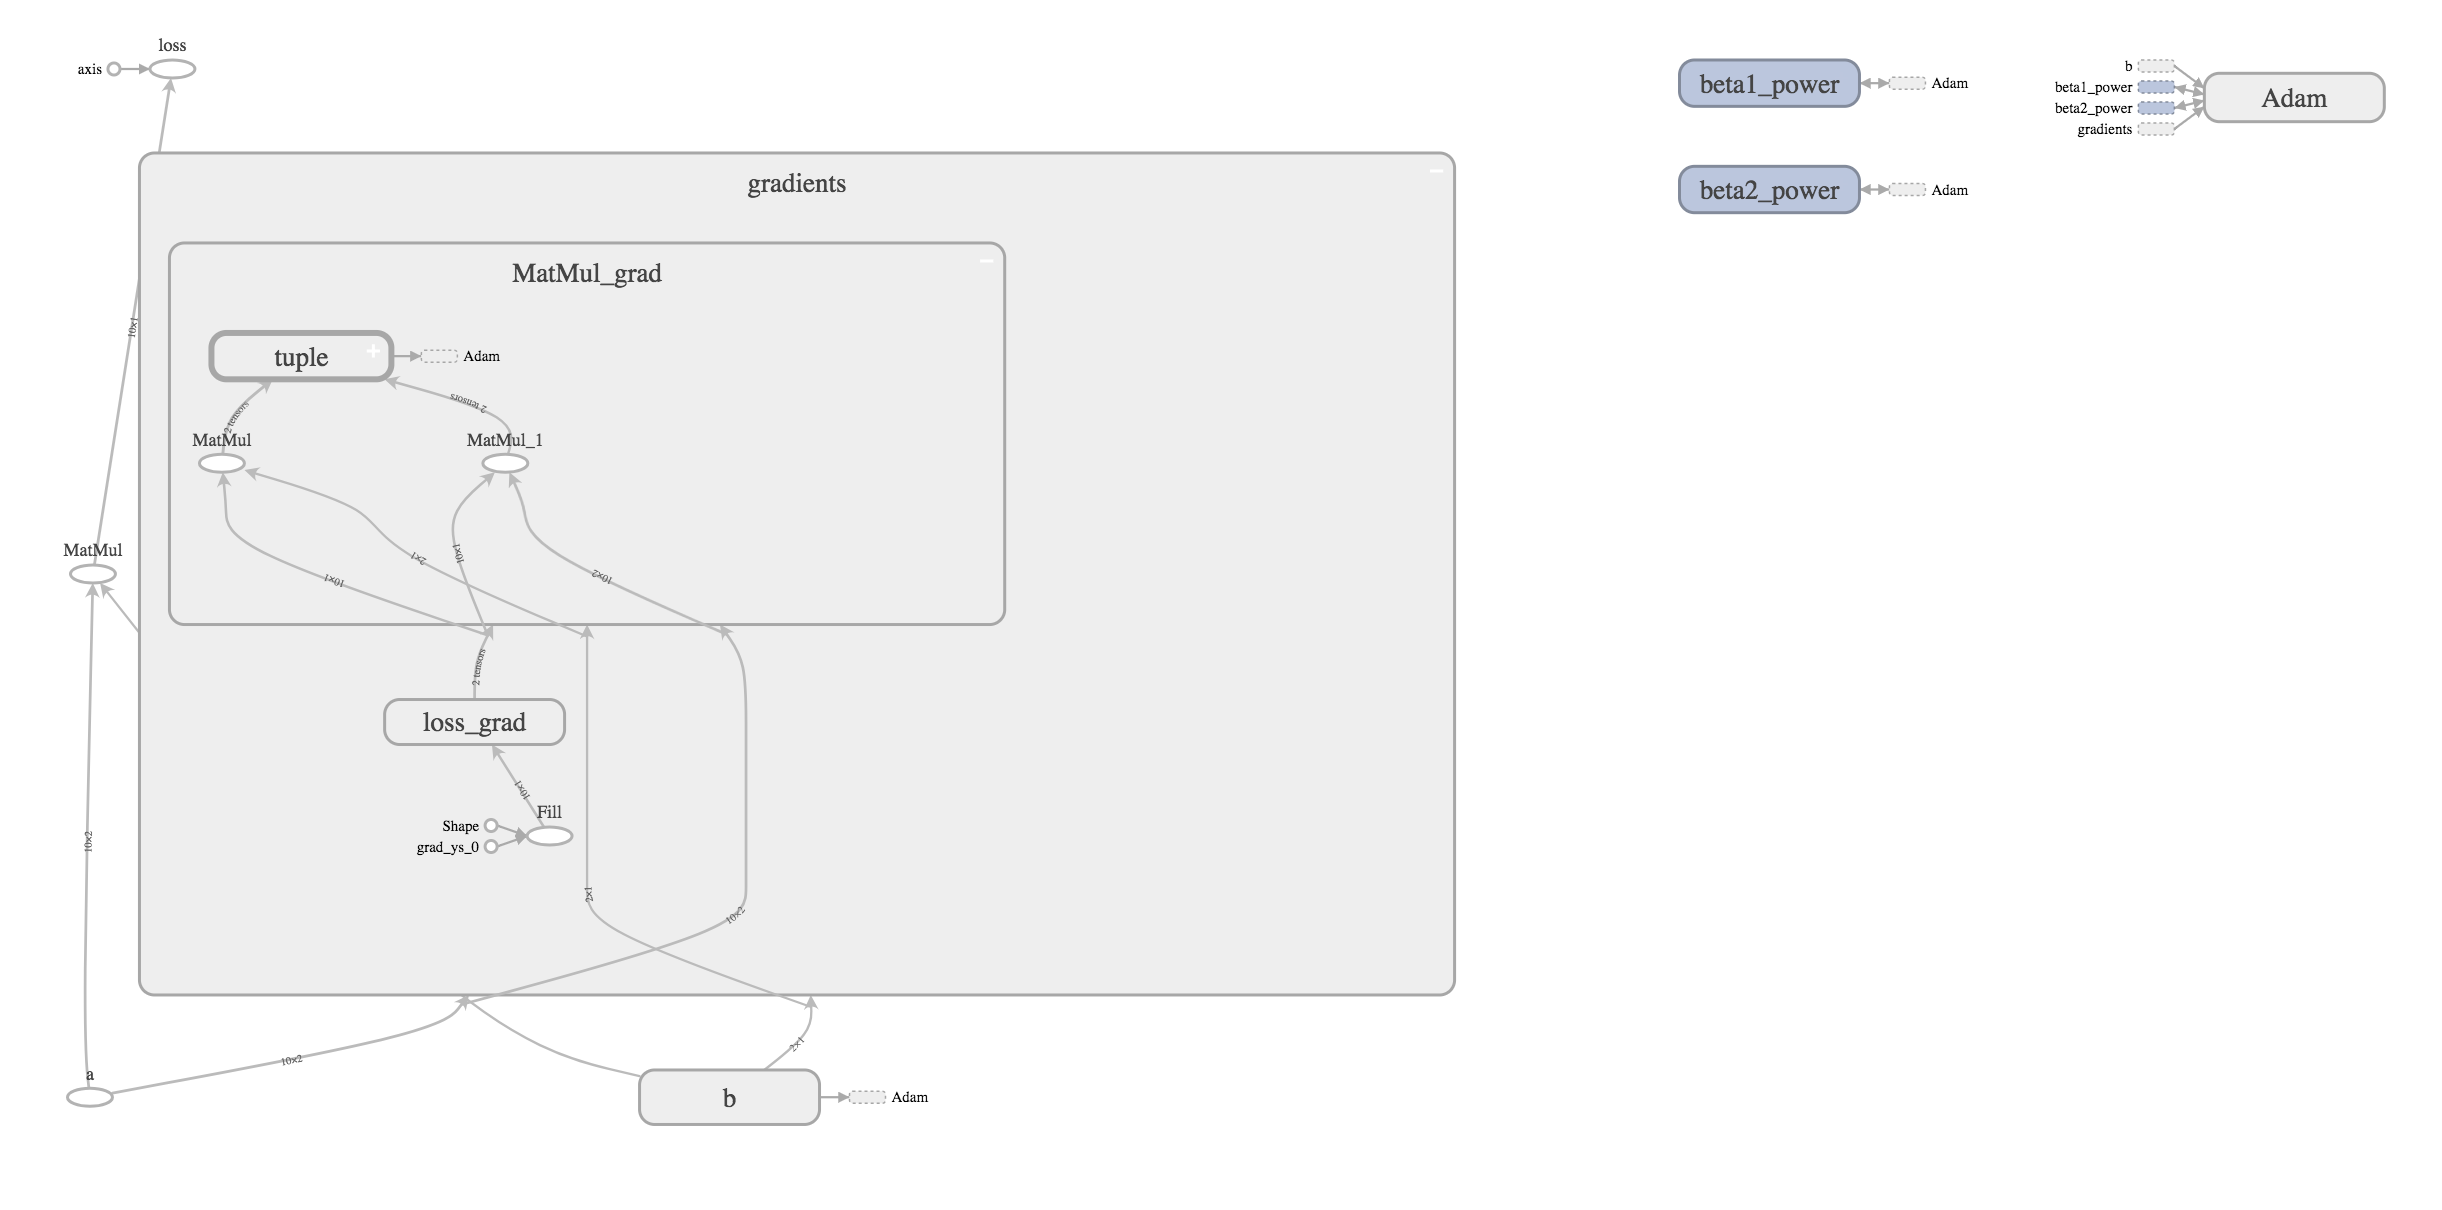 loss
axis
beta1_power
Adam
b
beta1_power
beta2_power
gradients
Adam
gradients
beta2_power
Adam
MatMul_grad
10×1
tuple
Adam
2 tensors
2 tensors
MatMul
MatMul_1
MatMul
10×1
2×1
10×1
10×2
2 tensors
loss_grad
10×1
Fill
Shape
grad_ys_0
10×2
2×1
10×2
10×2
2×1
a
b
Adam